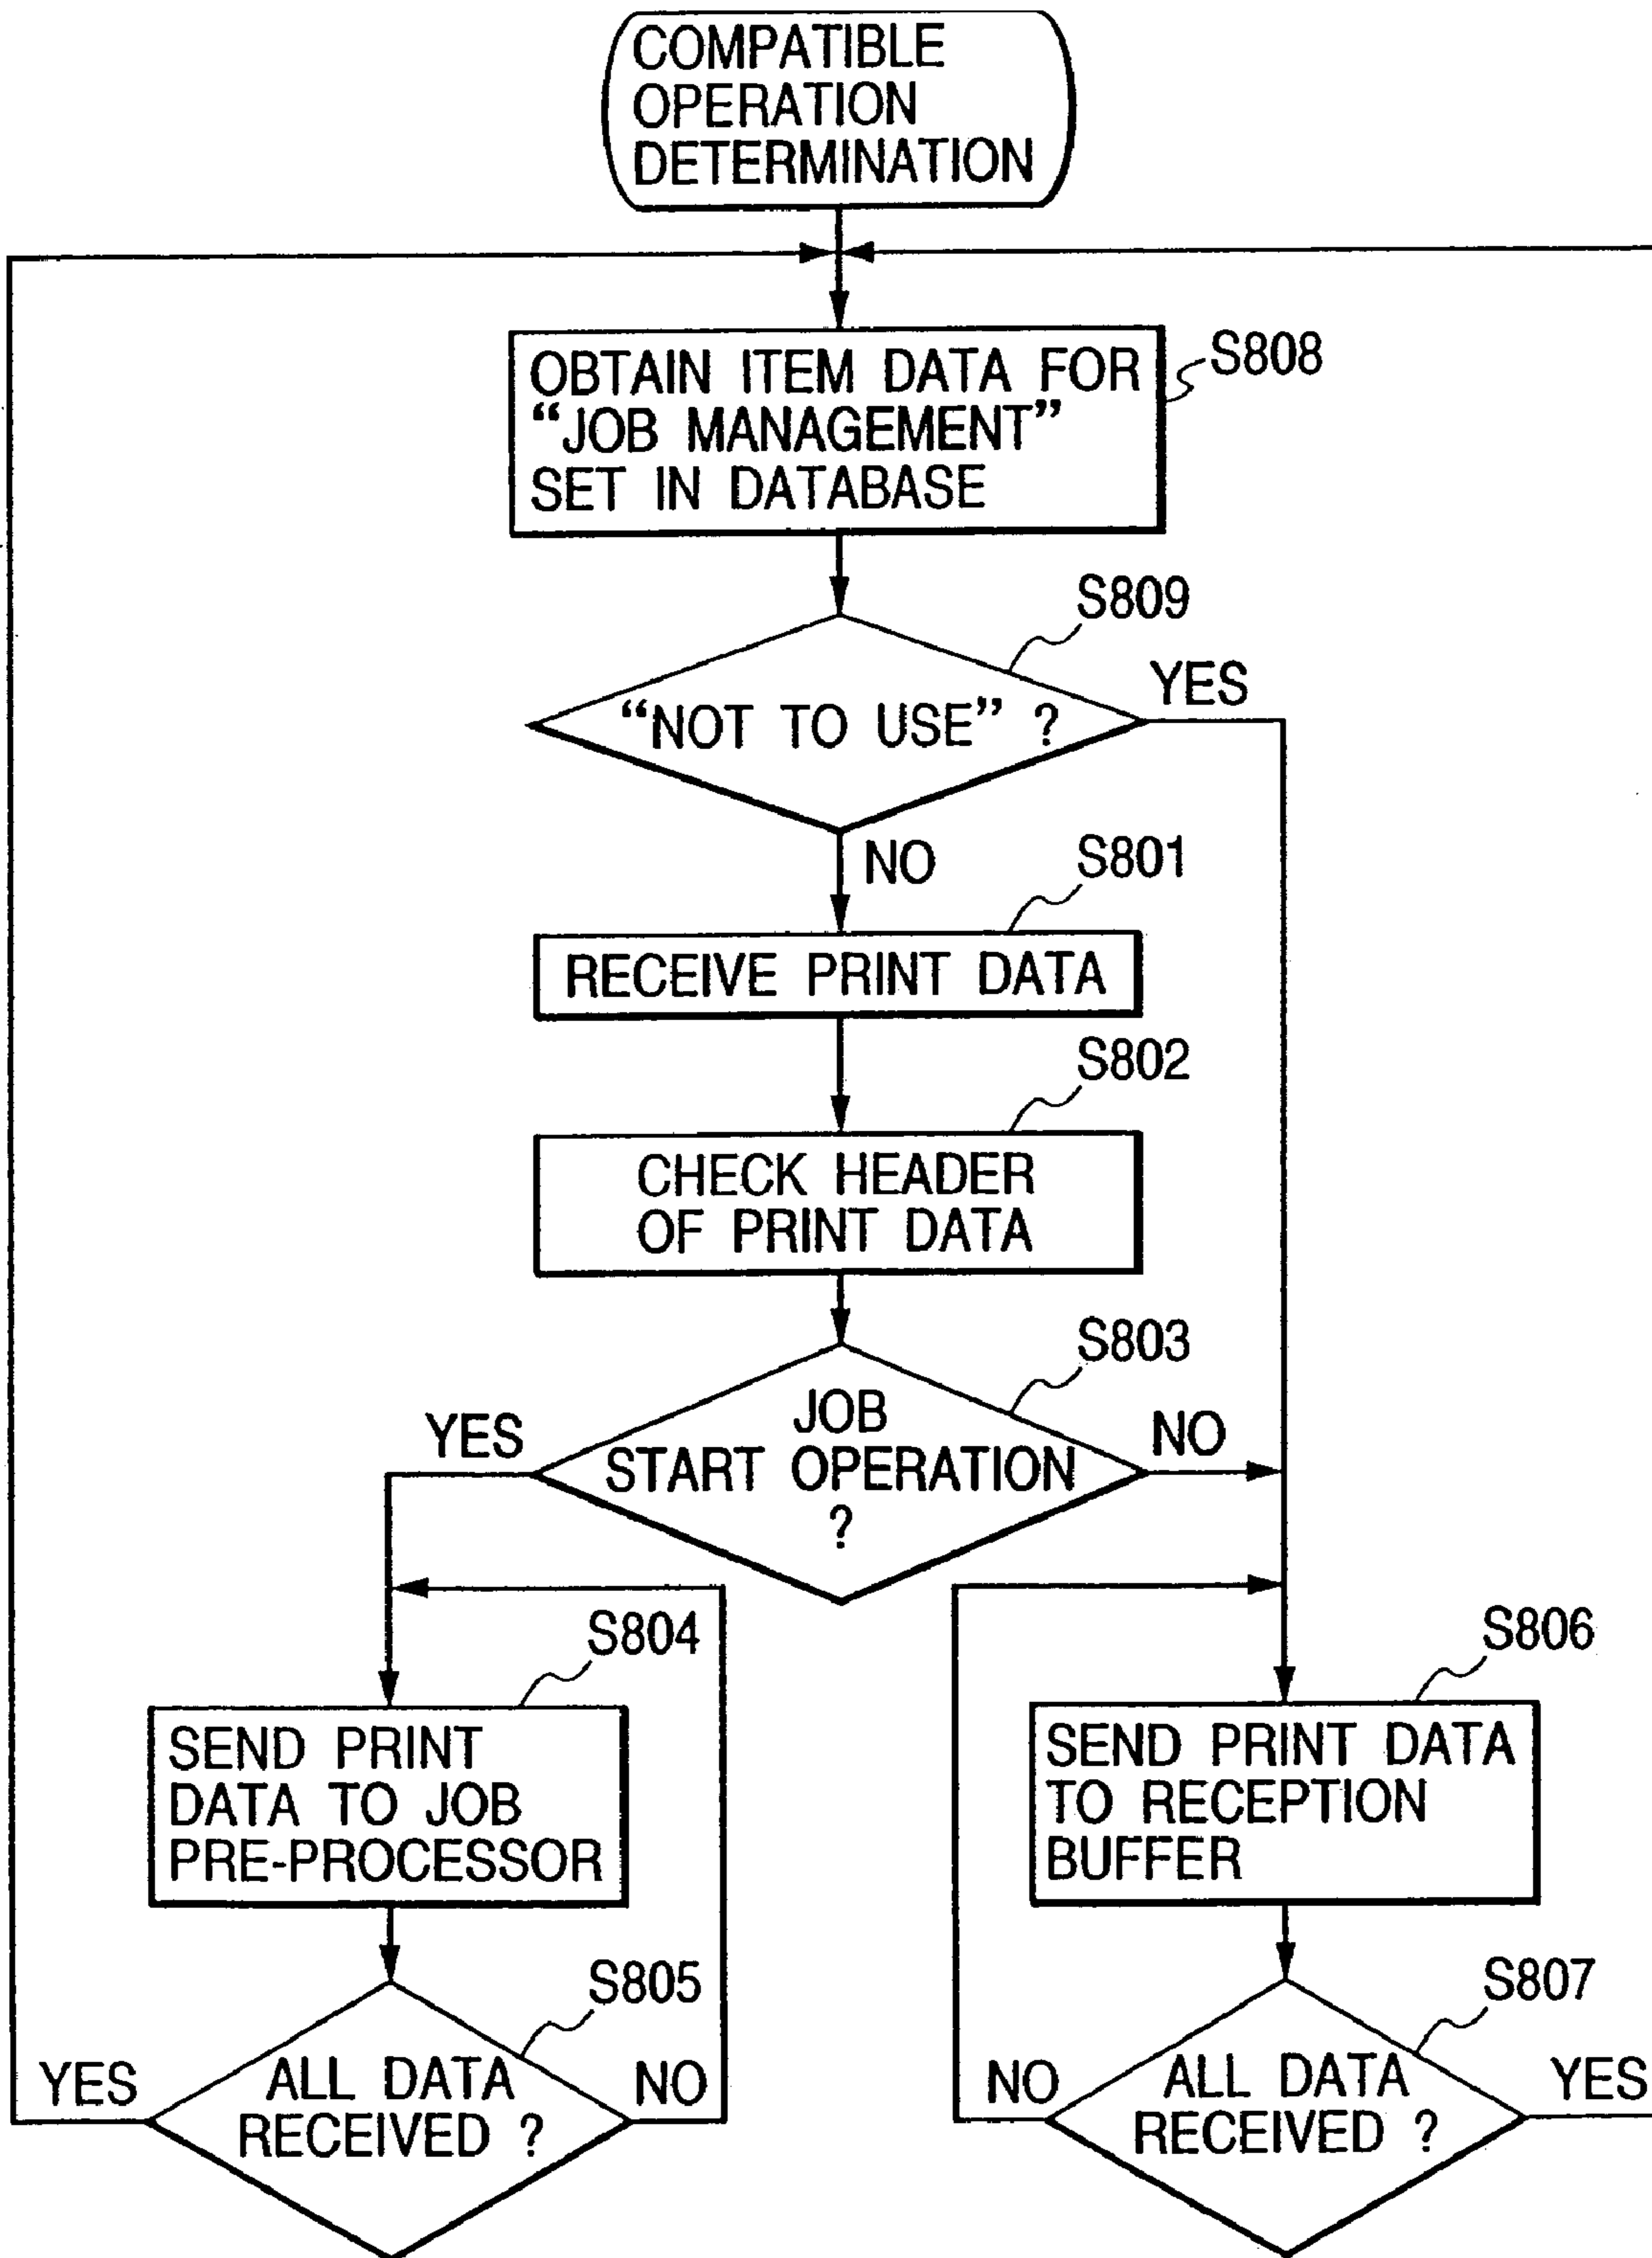 COMPATIBLE
OPERATION
DETERMINATION
OBTAIN ITEM DATA FOR
“JOB MANAGEMENT”
SET IN DATABASE
S808
S809
“NOT TO USE” ?
YES
NO
S801
RECEIVE PRINT DATA
S802
CHECK HEADER
OF PRINT DATA
S803
JOB
START OPERATION
?
YES
NO
S804
SEND PRINT
DATA TO JOB
PRE-PROCESSOR
S806
SEND PRINT DATA
TO RECEPTION
BUFFER
S805
ALL DATA
RECEIVED ?
YES
NO
S807
ALL DATA
RECEIVED ?
NO
YES